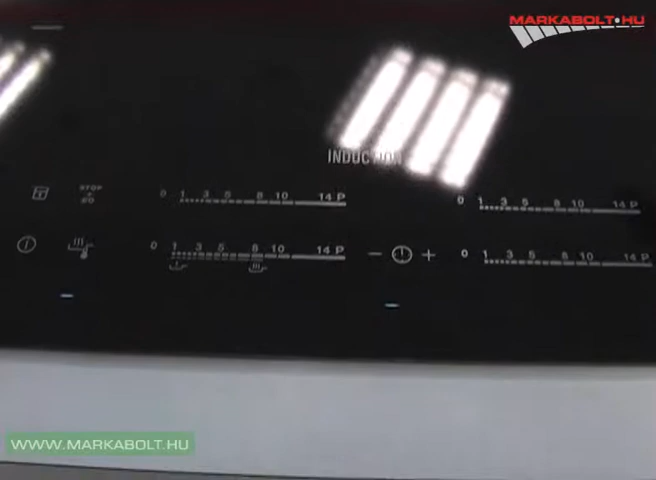 MARKABOLT.HU
INDUCTION
STOP
0 1 3 5 8 10 14 P
0 1 3 5 8 10 14 P
0 1 3 5 8 10 14 P
− +
0 1 3 5 8 10 14 P
WWW.MARKABOLT.HU